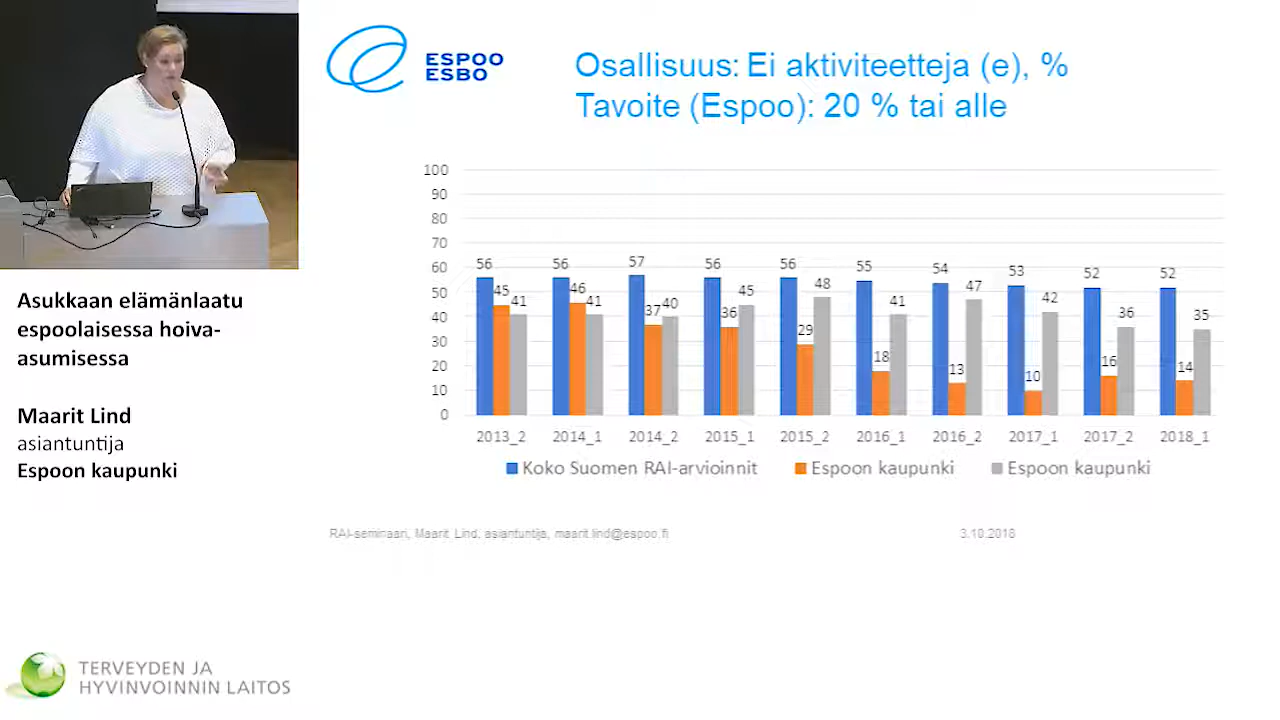 ESPOO
ESBO
Osallisuus: Ei aktiviteetteja (e), %
Tavoite (Espoo): 20 % tai alle
Asukkaan elämänlaatu
espoolaisessa hoiva-
asumisessa
Maarit Lind
asiantuntija
Espoon kaupunki
100
90
80
70
60
50
40
30
20
10
0
56 45 41
56 46 41
57 37 40
56 36 45
56 29 48
55 18 41
54 13 47
53 10 42
52 16 36
52 14 35
2013_2 2014_1 2014_2 2015_1 2015_2 2016_1 2016_2 2017_1 2017_2 2018_1
Koko Suomen RAI-arvioinnit Espoon kaupunki Espoon kaupunki
RAI-seminaari, Maarit Lind, asiantuntija, maarit.lind@espoo.fi 3.10.2018
TERVEYDEN JA
HYVINVOINNIN LAITOS